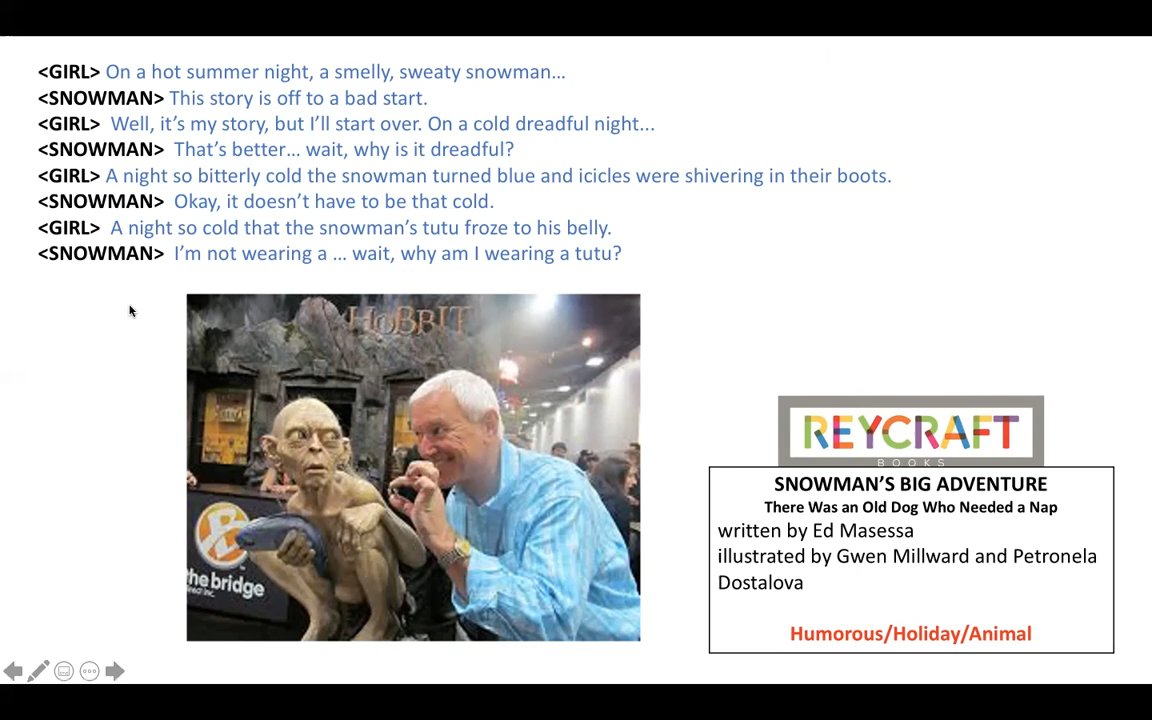 <GIRL> On a hot summer night, a smelly, sweaty snowman…
<SNOWMAN> This story is off to a bad start.
<GIRL> Well, it’s my story, but I’ll start over. On a cold dreadful night...
<SNOWMAN> That’s better… wait, why is it dreadful?
<GIRL> A night so bitterly cold the snowman turned blue and icicles were shivering in their boots.
<SNOWMAN> Okay, it doesn’t have to be that cold.
<GIRL> A night so cold that the snowman’s tutu froze to his belly.
<SNOWMAN> I’m not wearing a … wait, why am I wearing a tutu?
HOBBIT
the bridge
REYCRAFT
BOOKS
SNOWMAN’S BIG ADVENTURE
There Was an Old Dog Who Needed a Nap
written by Ed Masessa
illustrated by Gwen Millward and Petronela
Dostalova
Humorous/Holiday/Animal